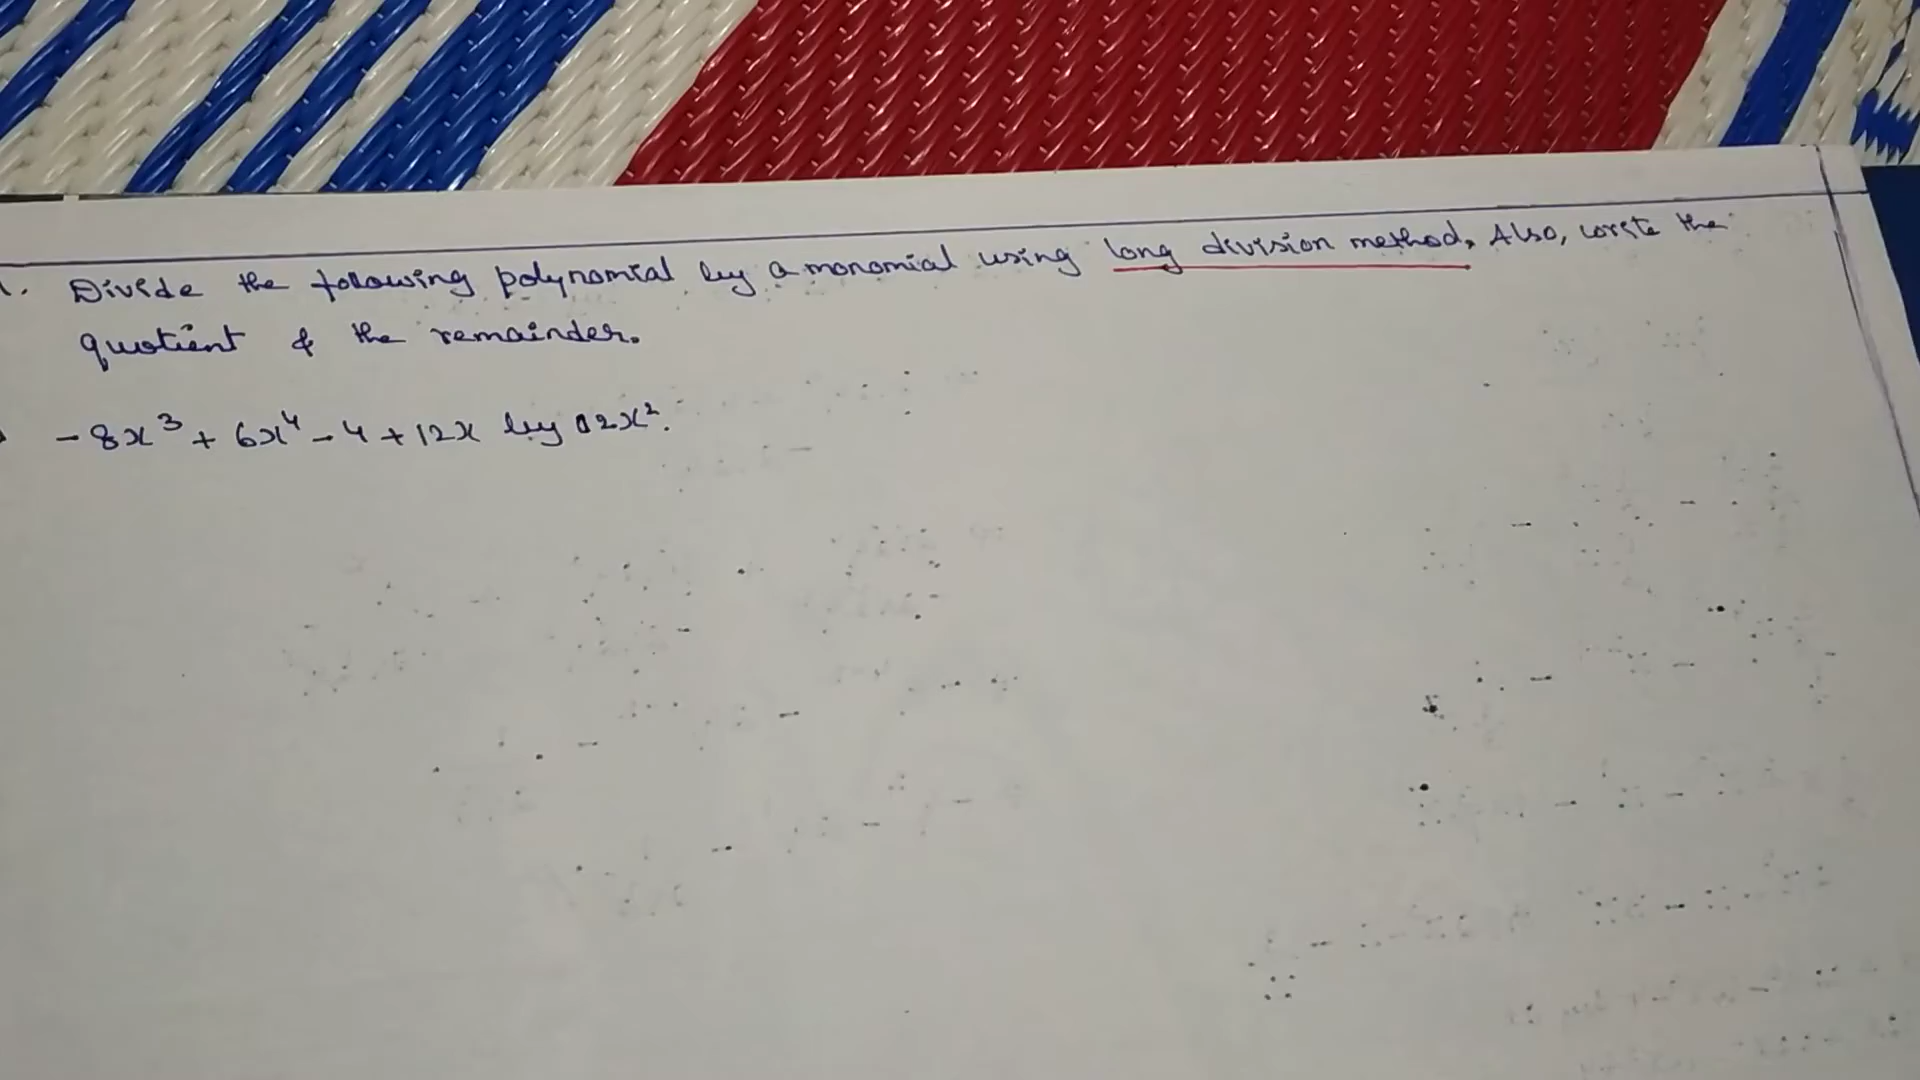 1. Divide the following polynomial by a monomial using long division method. Also, write the
quotient & the remainder.
-8x³ + 6x⁴ - 4 + 12x by 2x².